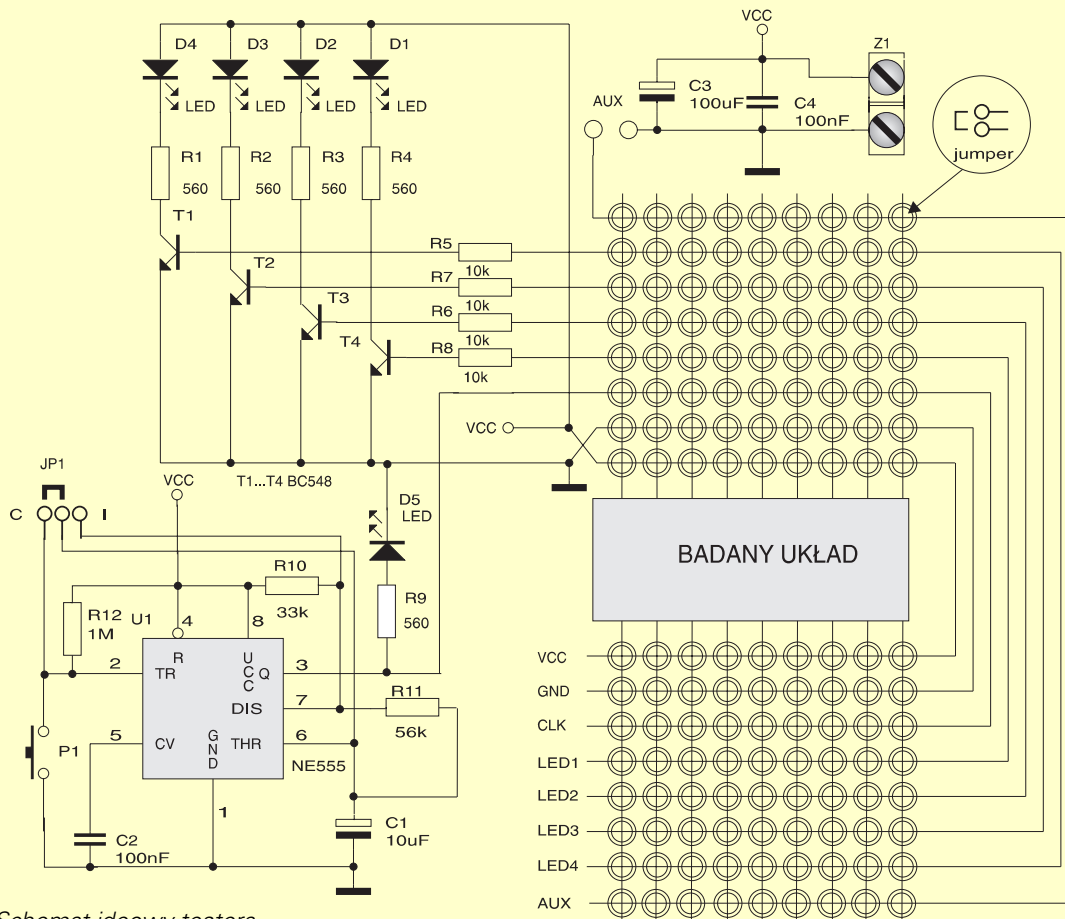 VCC
D4 D3 D2 D1 Z1
LED LED LED LED
AUX C3 100uF C4 100nF
jumper
R1 R2 R3 R4
560 560 560 560
T1
R5
10k
T2
R7
10k
T3
R6
10k
T4
R8
10k
VCC
T1...T4 BC548
JP1
VCC
C I
D5
LED
BADANY UKŁAD
R10
33k
R12
1M
U1
4
8
R9
560
2
TR
R
UCC
Q
3
VCC
GND
DIS
7
R11
56k
CLK
P1
5
CV
GND
THR
6
NE555
LED1
1
LED2
C2
100nF
C1
10uF
LED3
LED4
AUX